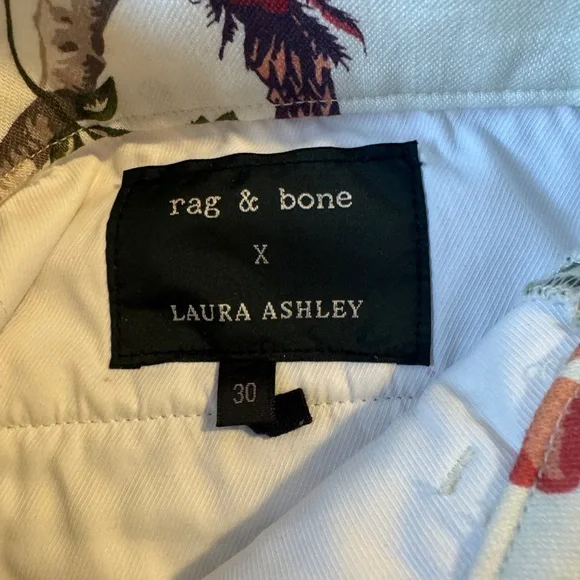 rag & bone
X
LAURA ASHLEY
30